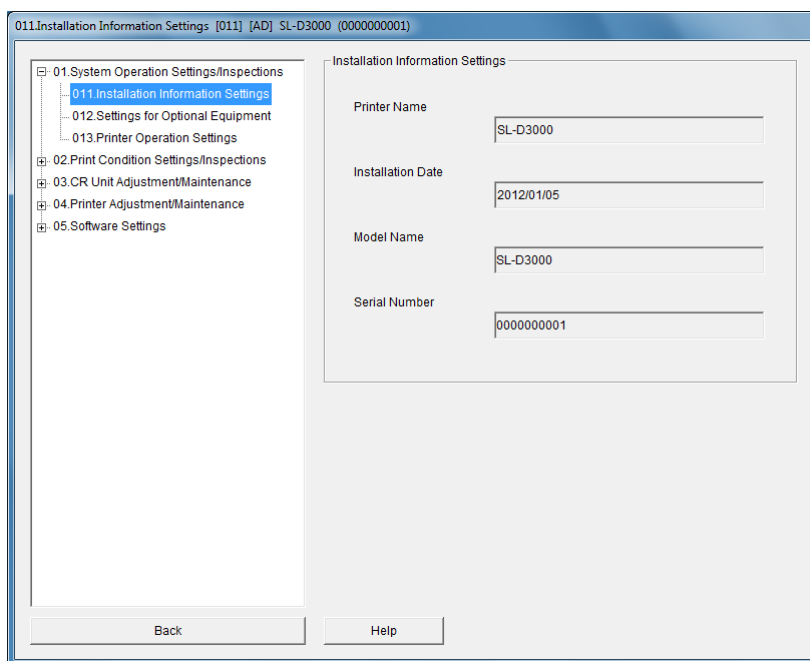 011.Installation Information Settings [011] [AD] SL-D3000 (0000000001)
01.System Operation Settings/Inspections
011.Installation Information Settings
012.Settings for Optional Equipment
013.Printer Operation Settings
02.Print Condition Settings/Inspections
03.CR Unit Adjustment/Maintenance
04.Printer Adjustment/Maintenance
05.Software Settings
Installation Information Settings
Printer Name
SL-D3000
Installation Date
2012/01/05
Model Name
SL-D3000
Serial Number
0000000001
Back
Help